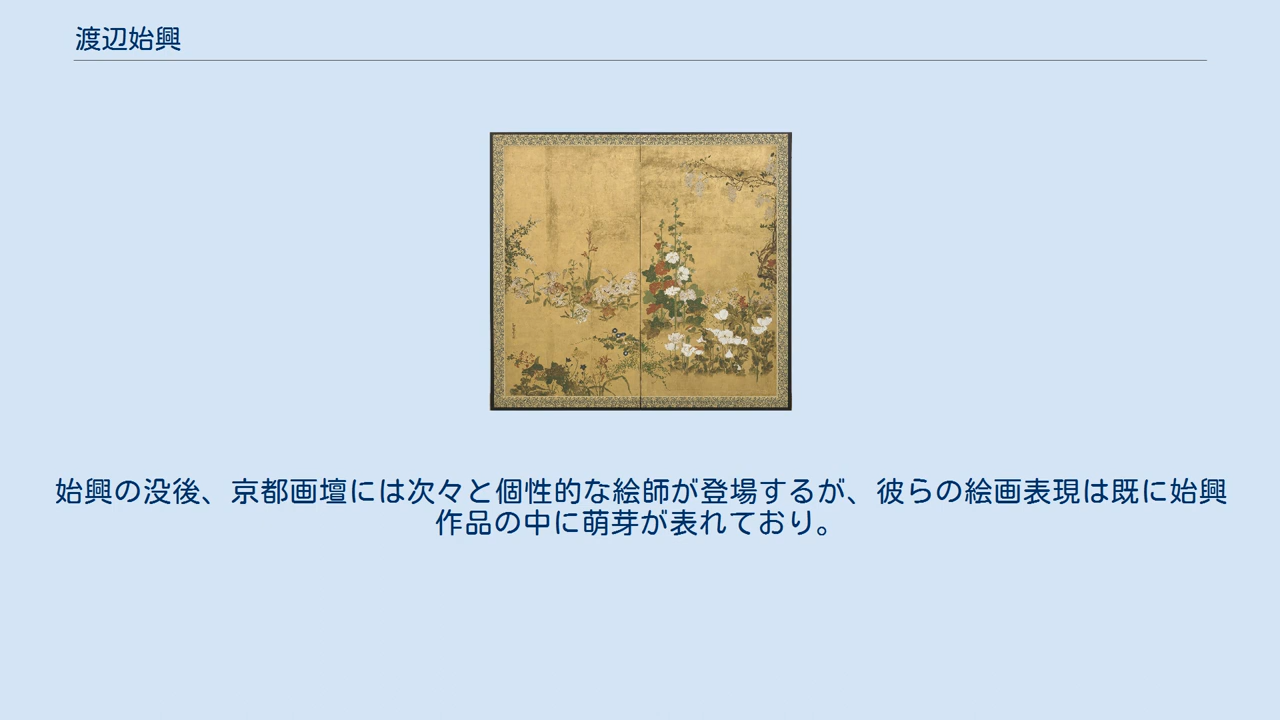 渡辺始興
始興の没後、京都画壇には次々と個性的な絵師が登場するが、彼らの絵画表現は既に始興
作品の中に萌芽が表れており。